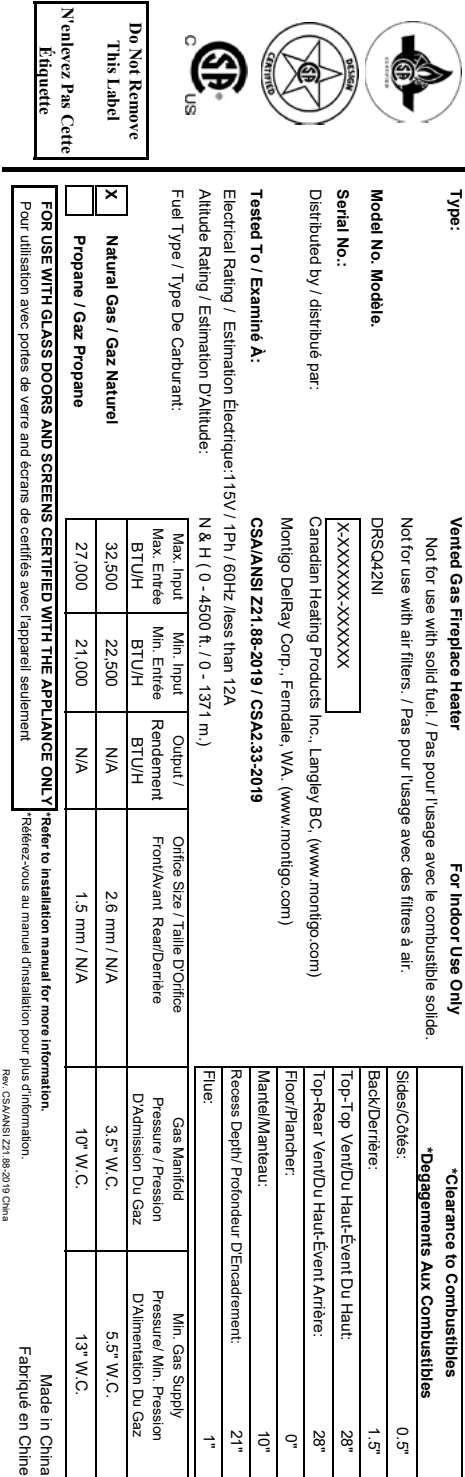 Do Not Remove
This Label
N'enlevez Pas Cette
Étiquette
SA
CERTIFIED
DESIGN
SA
CERTIFIED
SA ®
C US
Type: Vented Gas Fireplace Heater For Indoor Use Only
Not for use with solid fuel. / Pas pour l'usage avec le combustible solide.
Not for use with air filters. / Pas pour l'usage avec des filtres à air.
Model No. Modèle. DRSQ42NI
Serial No.: X-XXXXXX-XXXXXX
Distributed by / distribué par: Canadian Heating Products Inc., Langley BC, (www.montigo.com)
Montigo DelRay Corp., Ferndale, WA. (www.montigo.com)
Tested To / Examiné À: CSA/ANSI Z21.88-2019 / CSA2.33-2019
Electrical Rating / Estimation Électrique:115V / 1Ph / 60Hz /less than 12A
Altitude Rating / Estimation D'Altitude: N & H ( 0 - 4500 ft. / 0 - 1371 m.)
*Clearance to Combustibles
*Degagements Aux Combustibles
Sides/Côtés: 0.5"
Back/Derrière: 1.5"
Top-Top Vent/Du Haut-Évent Du Haut: 28"
Top-Rear Vent/Du Haut-Évent Arrière: 28"
Floor/Plancher: 0"
Mantel/Manteau: 10"
Recess Depth/ Profondeur D'Encadrement: 21"
Flue: 1"
Fuel Type / Type De Carburant:
Max. Input Max. Entrée BTU/H
Min. Input Min. Entrée BTU/H
Output / Rendement BTU/H
Orifice Size / Taille D'Orifice Front/Avant Rear/Derrière
Gas Manifold Pressure / Pression D'Admission Du Gaz
Min. Gas Supply Pressure/ Min. Pression D'Alimentation Du Gaz
X Natural Gas / Gaz Naturel 32,500 22,500 N/A 2.6 mm / N/A 3.5" W.C. 5.5" W.C.
Propane / Gaz Propane 27,000 21,000 N/A 1.5 mm / N/A 10" W.C. 13" W.C.
FOR USE WITH GLASS DOORS AND SCREENS CERTIFIED WITH THE APPLIANCE ONLY
Pour utilisation avec portes de verre and écrans de certifiés avec l'appareil seulement
*Refer to installation manual for more information.
*Référez-vous au manuel d'installation pour plus d'information.
Made in China
Fabriqué en Chine
Rev. CSA/ANSI Z21.88-2019 China